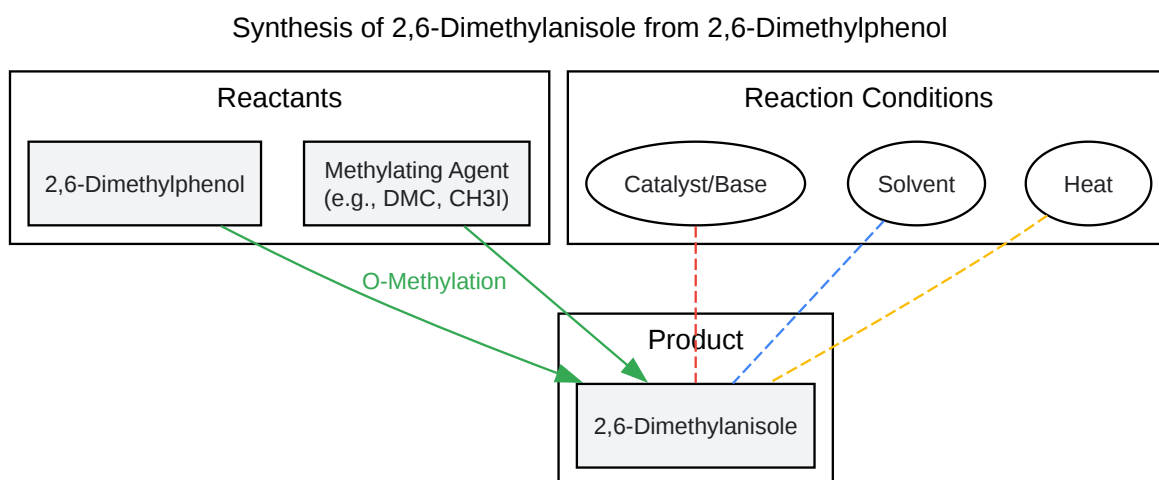 Synthesis of 2,6-Dimethylanisole from 2,6-Dimethylphenol
Reactants
2,6-Dimethylphenol
Methylating Agent
(e.g., DMC, CH3I)
Reaction Conditions
Catalyst/Base
Solvent
Heat
O-Methylation
Product
2,6-Dimethylanisole